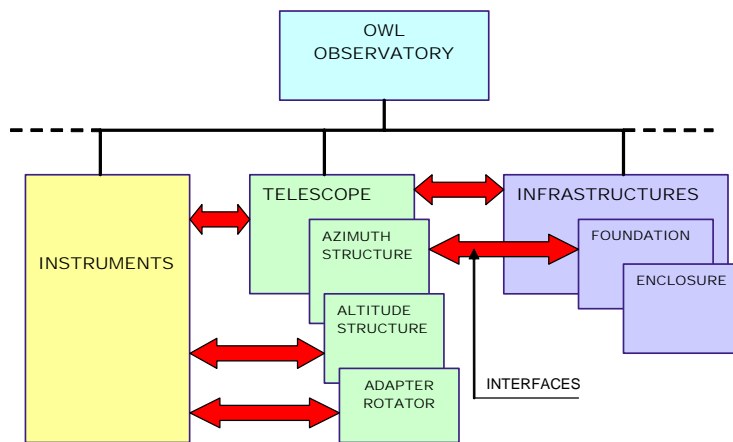 OWL
OBSERVATORY
TELESCOPE
INFRASTRUCTURES
AZIMUTH
STRUCTURE
FOUNDATION
INSTRUMENTS
ENCLOSURE
ALTITUDE
STRUCTURE
ADAPTER
ROTATOR
INTERFACES